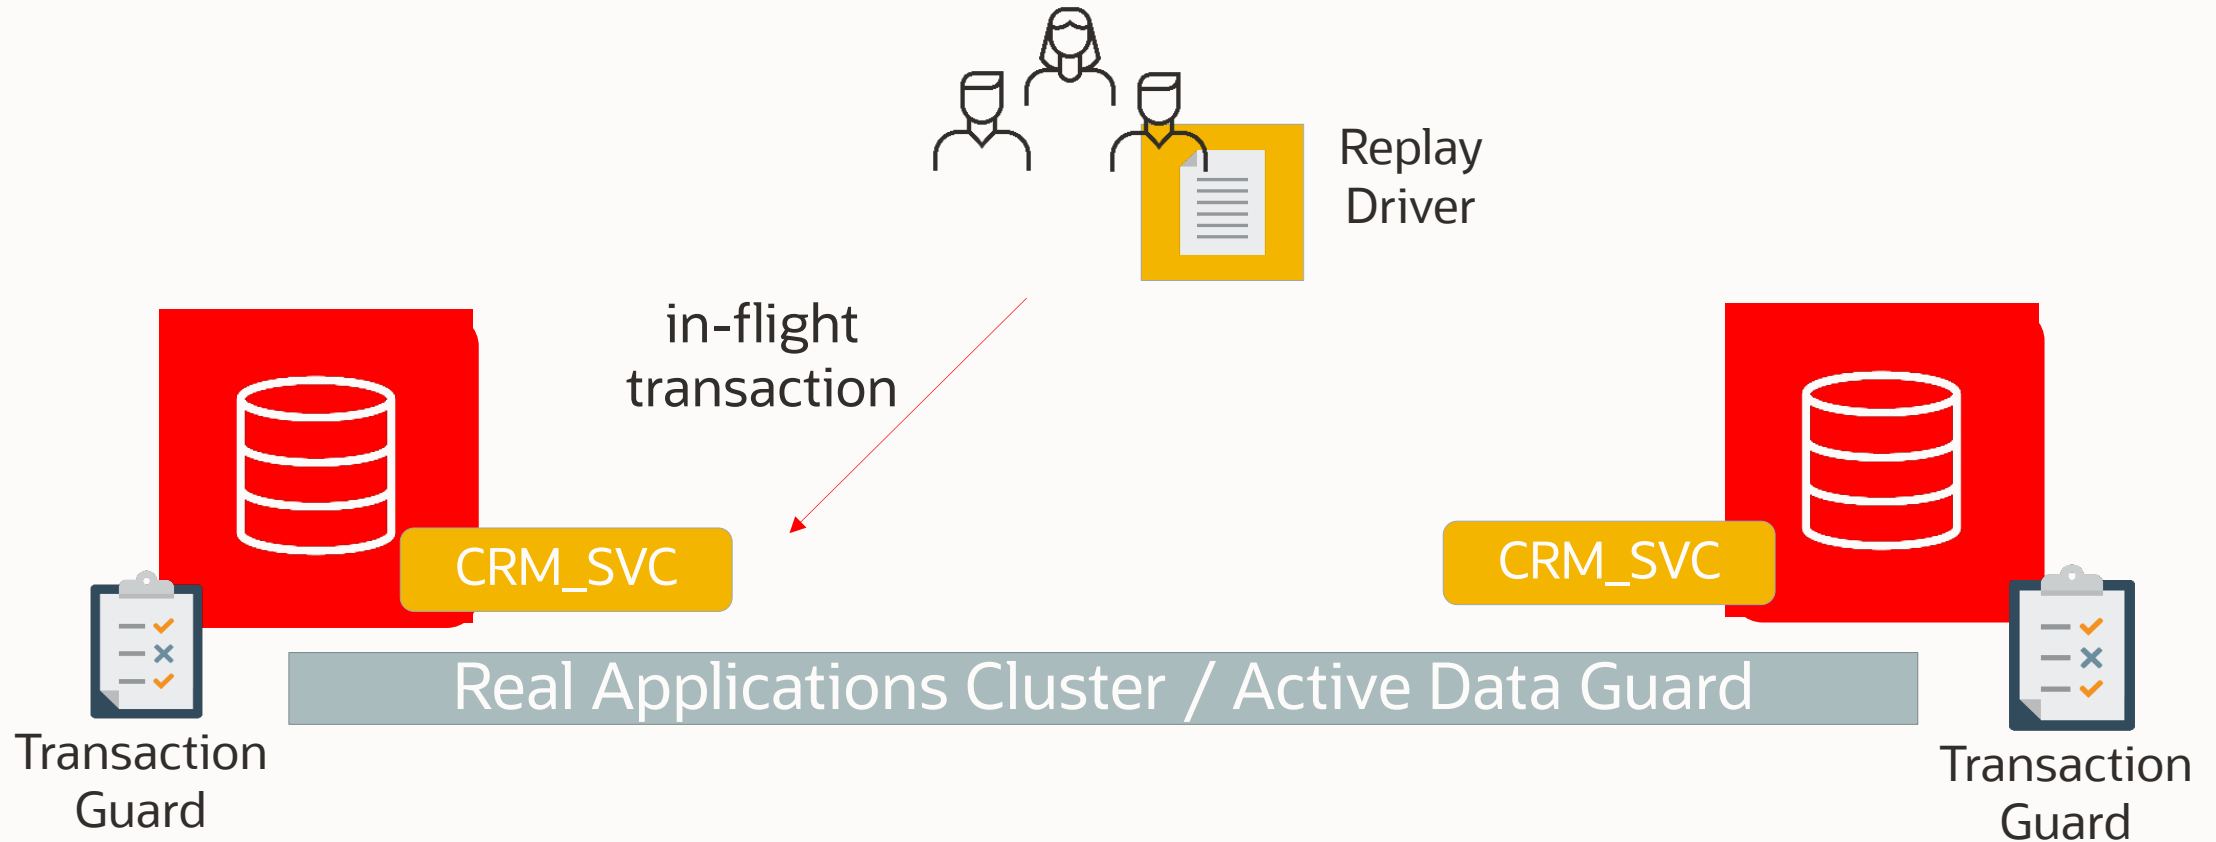 Replay
Driver
in-flight
transaction
CRM_SVC
CRM_SVC
Real Applications Cluster / Active Data Guard
Transaction
Guard
Transaction
Guard